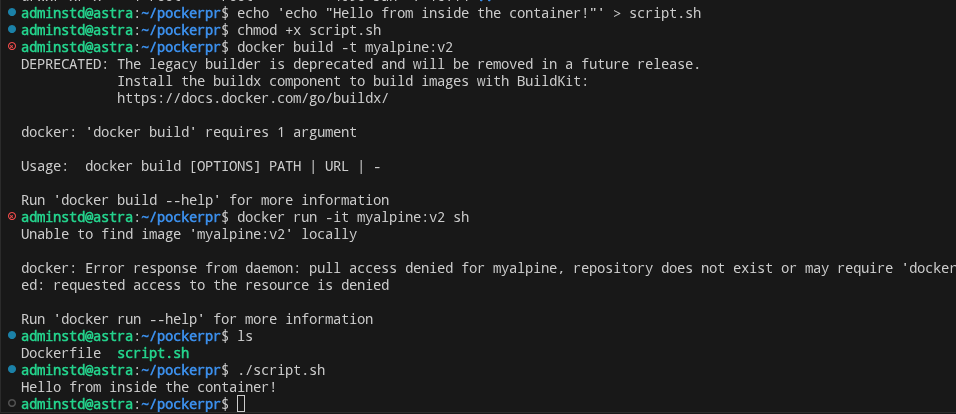 adminstd@astra:~/pockerpr$ echo 'echo "Hello from inside the container!"' > script.sh
adminstd@astra:~/pockerpr$ chmod +x script.sh
adminstd@astra:~/pockerpr$ docker build -t myalpine:v2
DEPRECATED: The legacy builder is deprecated and will be removed in a future release.
            Install the buildx component to build images with BuildKit:
            https://docs.docker.com/go/buildx/
docker: 'docker build' requires 1 argument
Usage:  docker build [OPTIONS] PATH | URL | -
Run 'docker build --help' for more information
adminstd@astra:~/pockerpr$ docker run -it myalpine:v2 sh
Unable to find image 'myalpine:v2' locally
docker: Error response from daemon: pull access denied for myalpine, repository does not exist or may require 'docker
ed: requested access to the resource is denied
Run 'docker run --help' for more information
adminstd@astra:~/pockerpr$ ls
Dockerfile  script.sh
adminstd@astra:~/pockerpr$ ./script.sh
Hello from inside the container!
adminstd@astra:~/pockerpr$